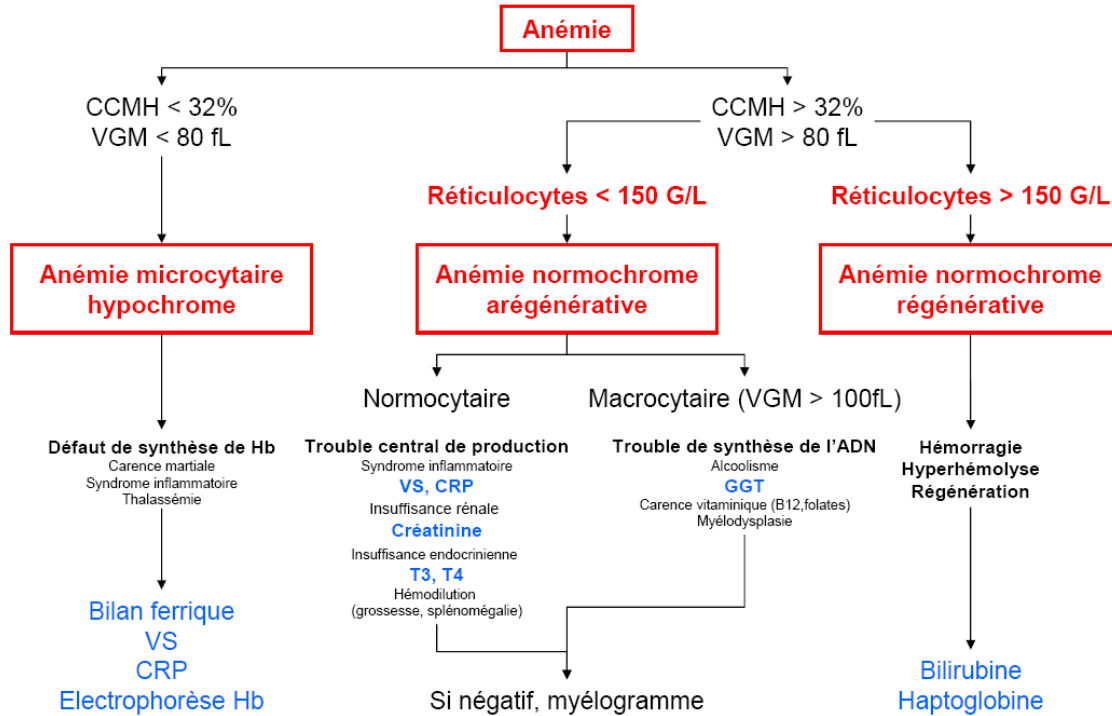 Anémie
CCMH < 32%
VGM < 80 fL
CCMH > 32%
VGM > 80 fL
Réticulocytes < 150 G/L
Réticulocytes > 150 G/L
Anémie microcytaire
hypochrome
Anémie normochrome
arégénérative
Anémie normochrome
régénérative
Normocytaire
Macrocytaire (VGM > 100fL)
Défaut de synthèse de Hb
Carence martiale
Syndrome inflammatoire
Thalassémie
Trouble central de production
Syndrome inflammatoire
VS, CRP
Insuffisance rénale
Créatinine
Insuffisance endocrinienne
T3, T4
Hémodilution
(grossesse, splénomégalie)
Trouble de synthèse de l'ADN
Alcoolisme
GGT
Carence vitaminique (B12,folates)
Myélodysplasie
Hémorragie
Hyperhémolyse
Régénération
Bilan ferrique
VS
CRP
Electrophorèse Hb
Si négatif, myélogramme
Bilirubine
Haptoglobine